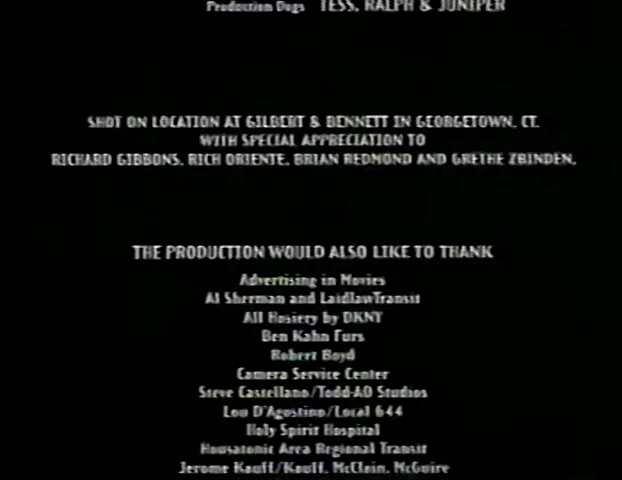 Production Dogs TESS, RALPH & JUNIPER
SHOT ON LOCATION AT GILBERT & BENNETT IN GEORGETOWN, CT.
WITH SPECIAL APPRECIATION TO
RICHARD GIBBONS, RICH ORIENTE, BRIAN REDMOND AND GRETHE ZBINDEN.
THE PRODUCTION WOULD ALSO LIKE TO THANK
Advertising in Movies
Al Sherman and LaidlawTransit
All Hosiery by DKNY
Ben Kahn Furs
Robert Boyd
Camera Service Center
Steve Castellano/Todd-AO Studios
Lou D'Agostino/Local 644
Holy Spirit Hospital
Housatonic Area Regional Transit
Jerome Kauff/Kauff, McClain, McGuire